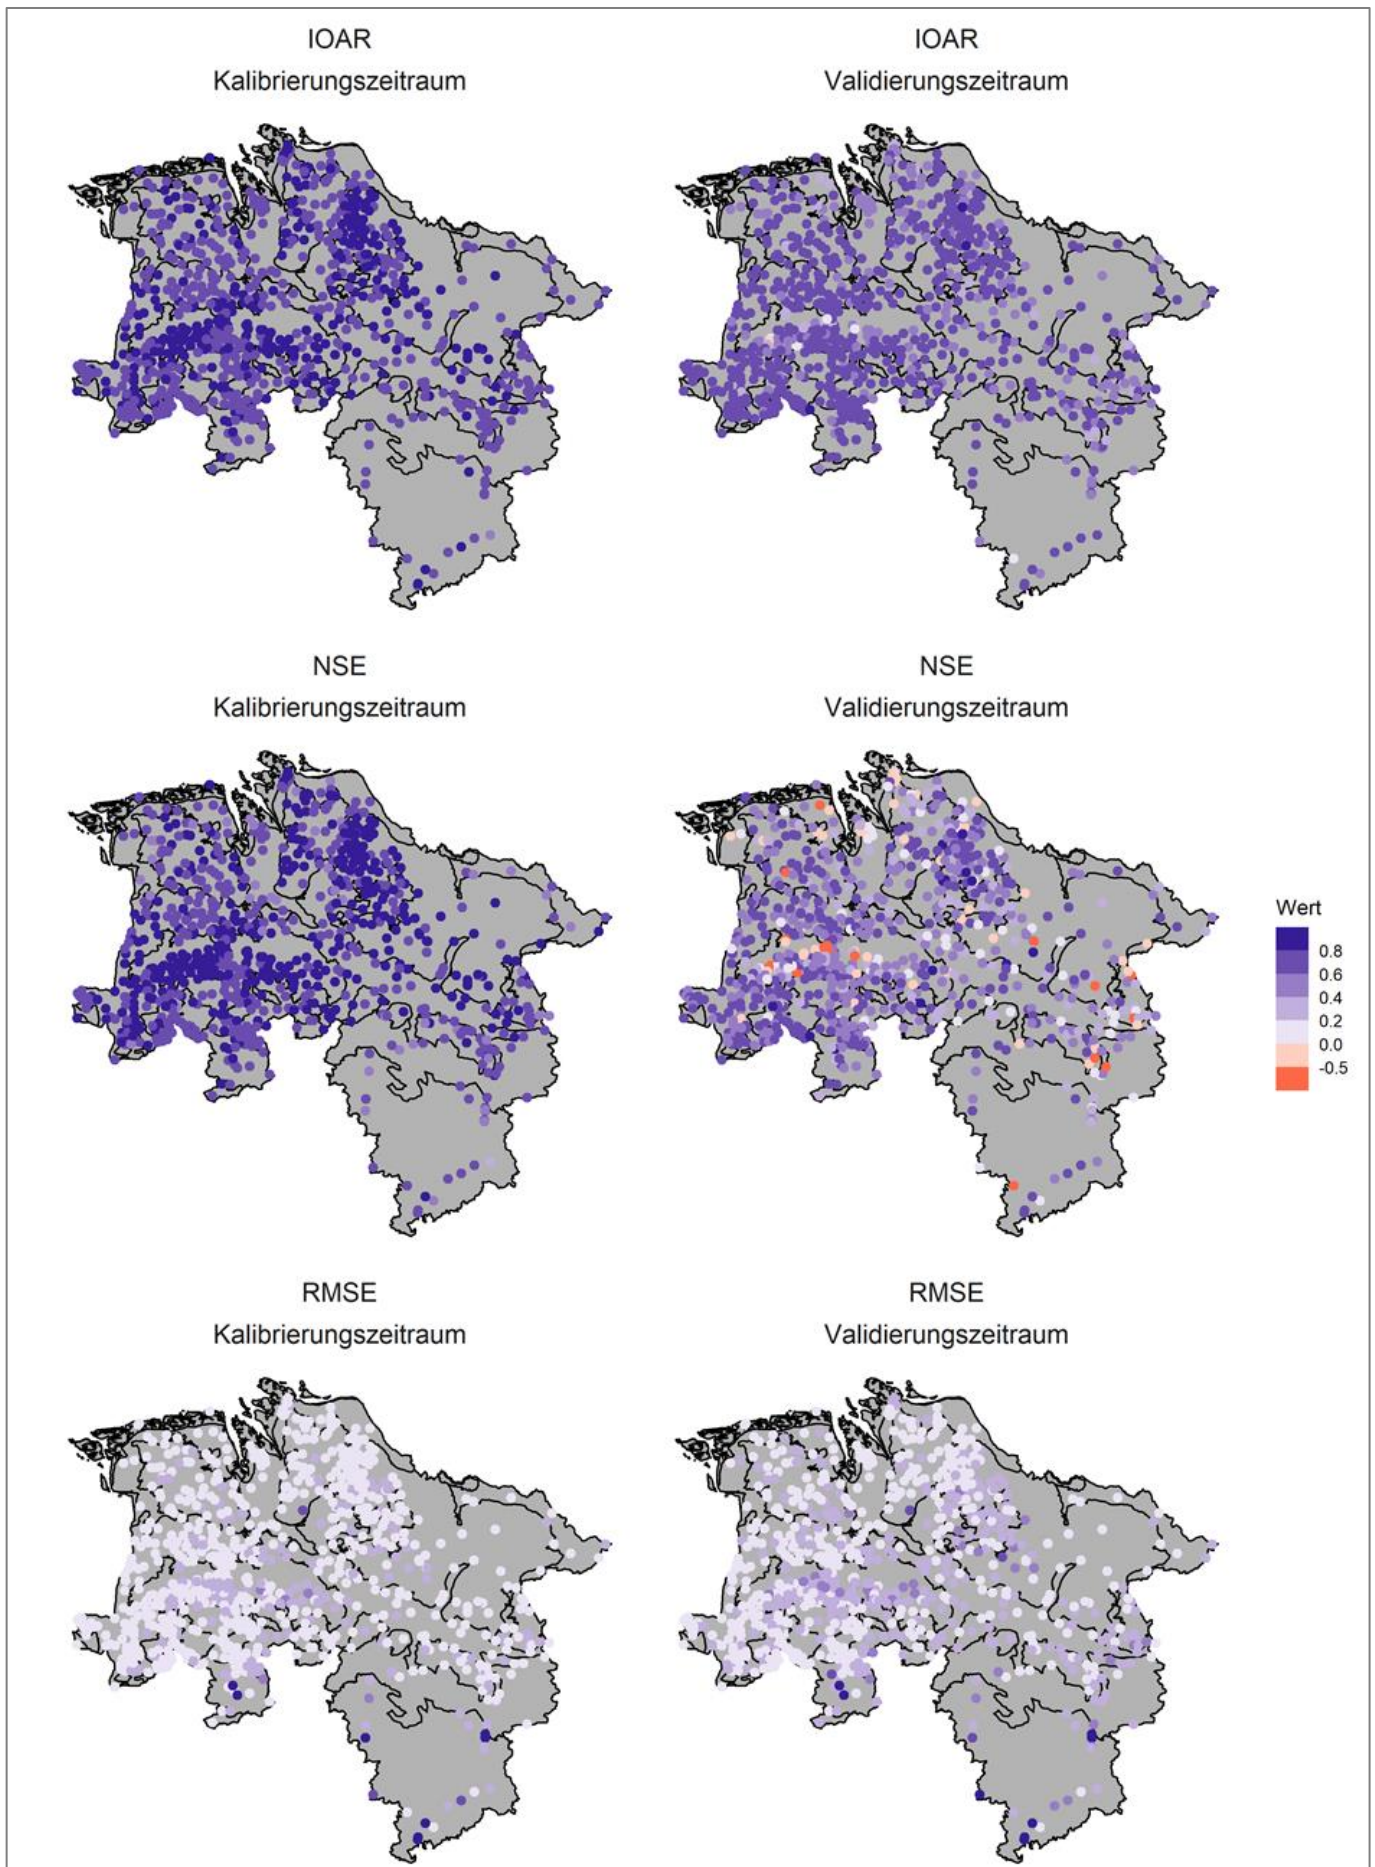 IOAR
Kalibrierungszeitraum
IOAR
Validierungszeitraum
NSE
Kalibrierungszeitraum
NSE
Validierungszeitraum
Wert
0.8
0.6
0.4
0.2
0.0
-0.5
RMSE
Kalibrierungszeitraum
RMSE
Validierungszeitraum